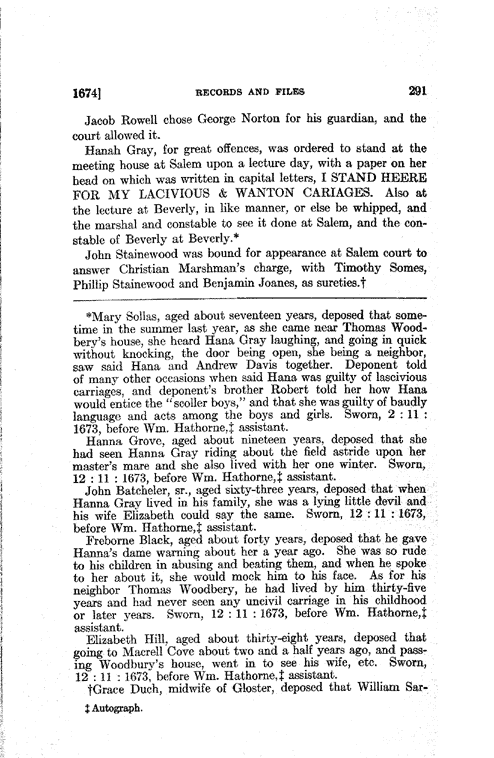 1674] RECORDS AND FILES 291
Jacob Rowell chose George Norton for his guardian, and the
court allowed it.
Hanah Gray, for great offences, was ordered to stand at the
meeting house at Salem upon a lecture day, with a paper on her
head on which was written in capital letters, I STAND HEERE
FOR MY LACIVIOUS & WANTON CARIAGES. Also at
the lecture at Beverly, in like manner, or else be whipped, and
the marshal and constable to see it done at Salem, and the con-
stable of Beverly at Beverly.*
John Stainewood was bound for appearance at Salem court to
answer Christian Marshman's charge, with Timothy Somes,
Phillip Stainewood and Benjamin Joanes, as sureties.†
*Mary Sollas, aged about seventeen years, deposed that some-
time in the summer last year, as she came near Thomas Wood-
bery's house, she heard Hana Gray laughing, and going in quick
without knocking, the door being open, she being a neighbor,
saw said Hana and Andrew Davis together. Deponent told
of many other occasions when said Hana was guilty of lascivious
carriages, and deponent's brother Robert told her how Hana
would entice the "scoller boys," and that she was guilty of baudly
language and acts among the boys and girls. Sworn, 2 : 11 :
1673, before Wm. Hathorne,‡ assistant.
Hanna Grove, aged about nineteen years, deposed that she
had seen Hanna Gray riding about the field astride upon her
master's mare and she also lived with her one winter. Sworn,
12 : 11 : 1673, before Wm. Hathorne,‡ assistant.
John Batcheler, sr., aged sixty-three years, deposed that when
Hanna Gray lived in his family, she was a lying little devil and
his wife Elizabeth could say the same. Sworn, 12 : 11 : 1673,
before Wm. Hathorne,‡ assistant.
Freborne Black, aged about forty years, deposed that he gave
Hanna's dame warning about her a year ago. She was so rude
to his children in abusing and beating them, and when he spoke
to her about it, she would mock him to his face. As for his
neighbor Thomas Woodbery, he had lived by him thirty-five
years and had never seen any uncivil carriage in his childhood
or later years. Sworn, 12 : 11 : 1673, before Wm. Hathorne,‡
assistant.
Elizabeth Hill, aged about thirty-eight years, deposed that
going to Macrell Cove about two and a half years ago, and pass-
ing Woodbury's house, went in to see his wife, etc. Sworn,
12 : 11 : 1673, before Wm. Hathorne,‡ assistant.
†Grace Duch, midwife of Gloster, deposed that William Sar-
‡ Autograph.